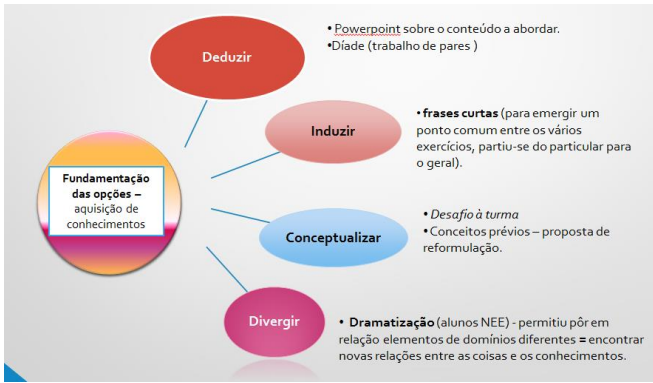 Deduzir
• Powerpoint sobre o conteúdo a abordar.
•Díade (trabalho de pares )
Induzir
• frases curtas (para emergir um
ponto comum entre os vários
exercícios, partiu-se do particular para
o geral).
Fundamentação
das opções –
aquisição de
conhecimentos
Conceptualizar
• Desafio à turma
• Conceitos prévios – proposta de
reformulação.
Divergir
• Dramatização (alunos NEE) - permitiu pôr em
relação elementos de domínios diferentes = encontrar
novas relações entre as coisas e os conhecimentos.